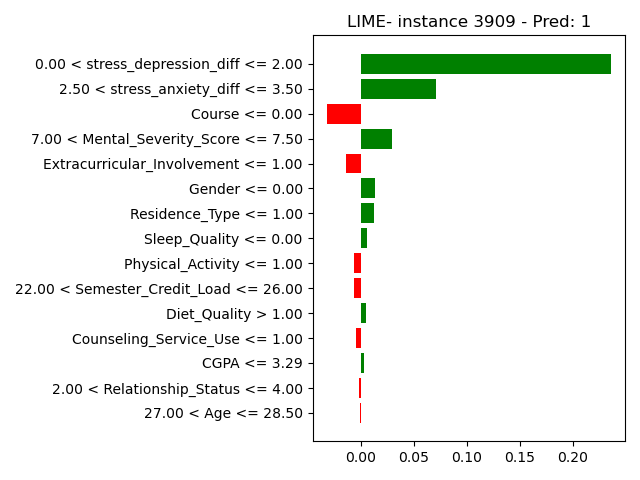 LIME- instance 3909 - Pred: 1
0.00 < stress_depression_diff <= 2.00
2.50 < stress_anxiety_diff <= 3.50
Course <= 0.00
7.00 < Mental_Severity_Score <= 7.50
Extracurricular_Involvement <= 1.00
Gender <= 0.00
Residence_Type <= 1.00
Sleep_Quality <= 0.00
Physical_Activity <= 1.00
22.00 < Semester_Credit_Load <= 26.00
Diet_Quality > 1.00
Counseling_Service_Use <= 1.00
CGPA <= 3.29
2.00 < Relationship_Status <= 4.00
27.00 < Age <= 28.50
0.00 0.05 0.10 0.15 0.20